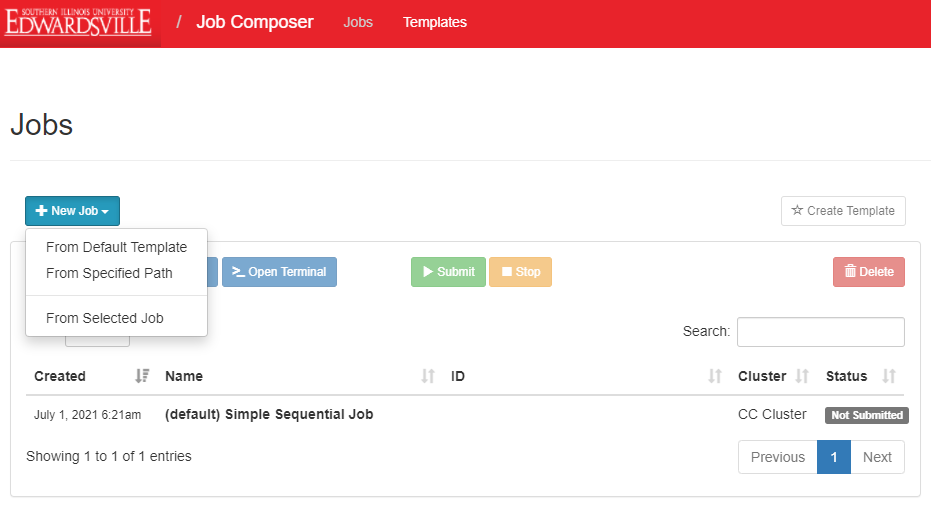 SOUTHERN ILLINOIS UNIVERSITY
EDWARDSVILLE
/ Job Composer Jobs Templates
Jobs
New Job
Create Template
From Default Template
From Specified Path
From Selected Job
Open Terminal
Submit
Stop
Delete
Search:
Created Name ID Cluster Status
July 1, 2021 6:21am (default) Simple Sequential Job CC Cluster Not Submitted
Showing 1 to 1 of 1 entries
Previous 1 Next